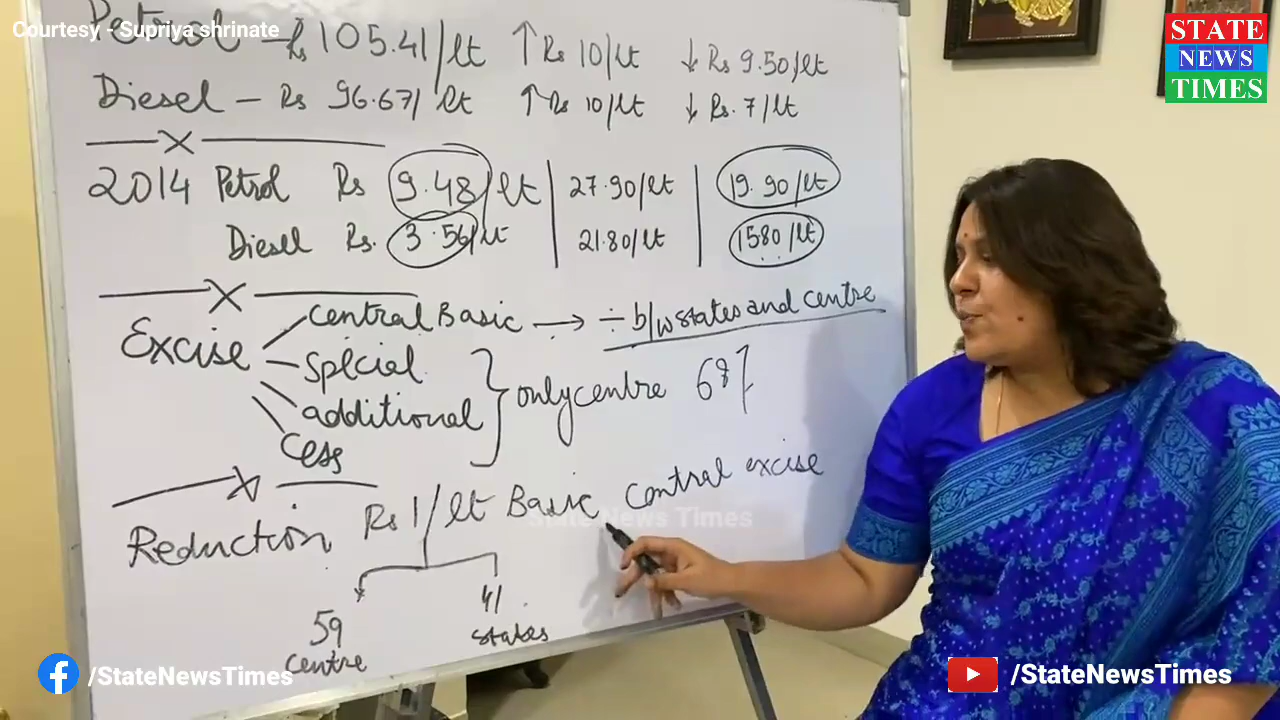 Courtesy - Supriya shrinate
STATE
NEWS
TIMES
Petrol - Rs 105.41/lt ↑ Rs 10/lt ↓ Rs 9.50/lt
Diesel - Rs 96.67/lt ↑ Rs 10/lt ↓ Rs. 7/lt
2014 Petrol Rs 9.48/lt | 27.90/lt | 19.90/lt
Diesel Rs. 3.56/lt | 21.80/lt | 1580/lt
Excise
Central Basic → ÷ b/w states and centre
Special
additional
Cess
} only centre
Reduction Rs 1/lt Basic central excise
State News Times
59
centre
41
states
/StateNewsTimes
/StateNewsTimes